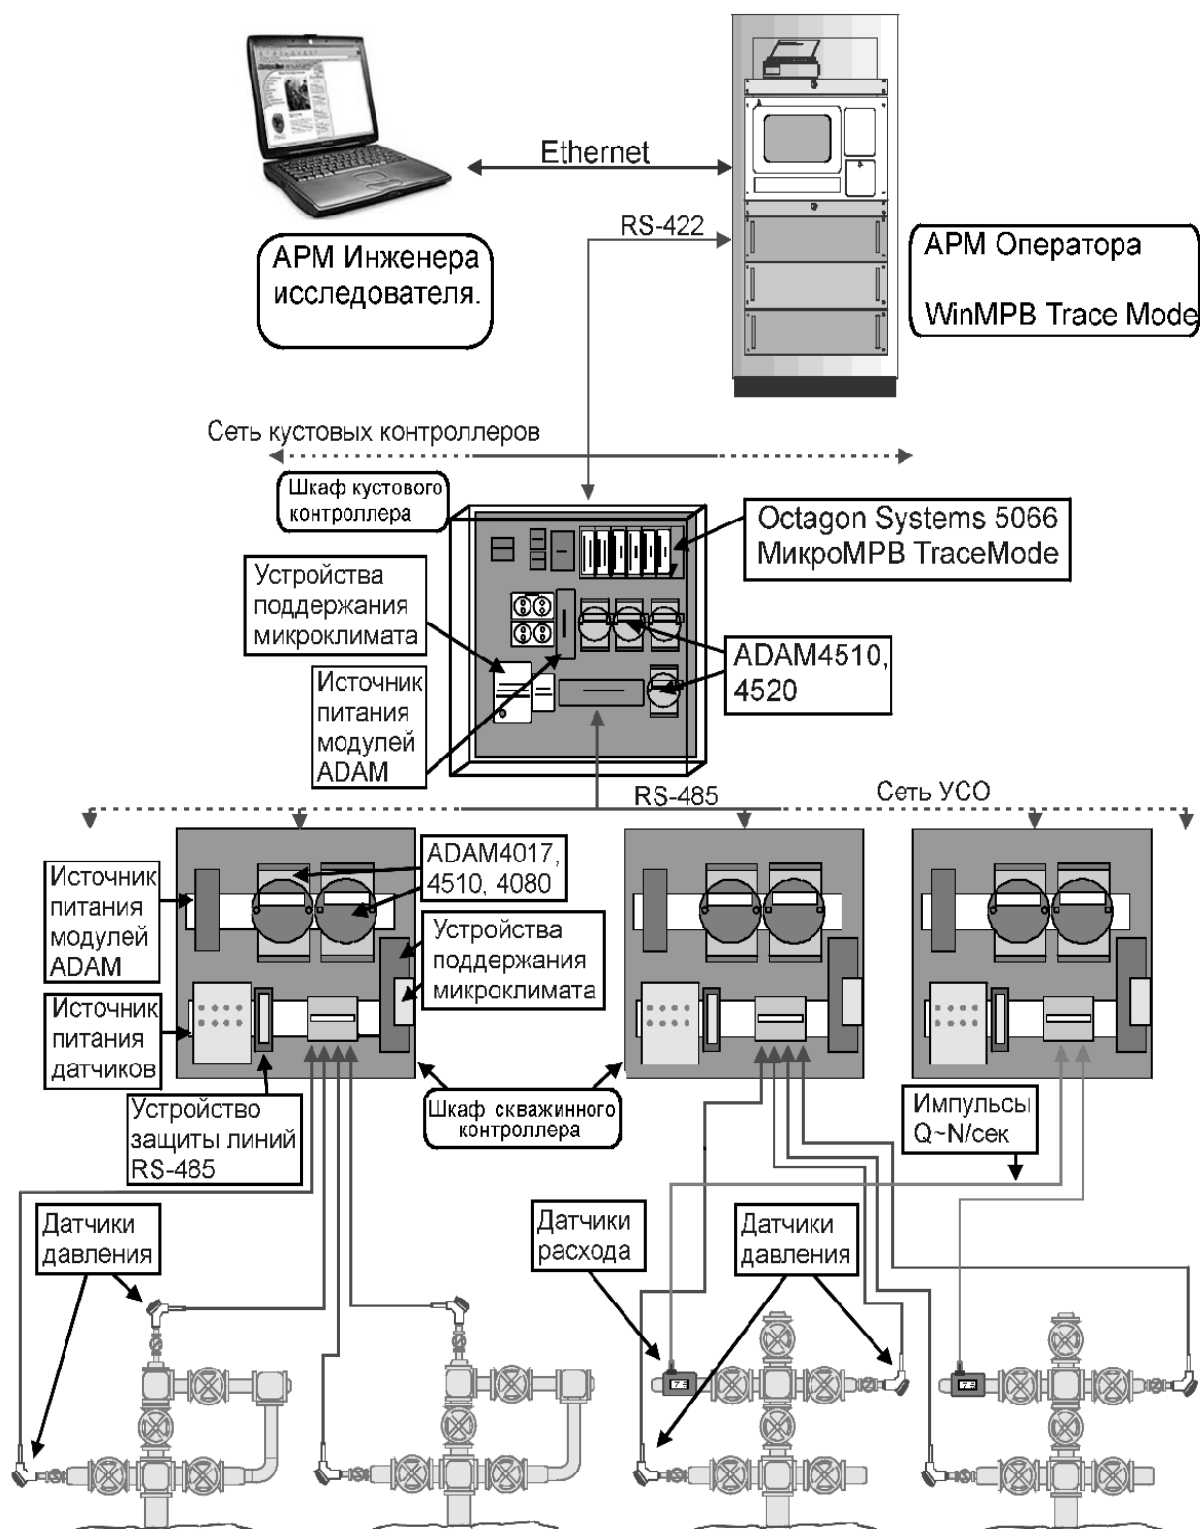 Ethernet
RS-422
АРМ Инженера
исследователя.
АРМ Оператора
WinMPB Trace Mode
Сеть кустовых контроллеров
Шкаф кустового
контроллера
Octagon Systems 5066
МикроМРВ TraceMode
Устройства
поддержания
микроклимата
ADAM4510,
4520
Источник
питания
модулей
ADAM
RS-485
Сеть УСО
ADAM4017,
4510, 4080
Источник
питания
модулей
ADAM
Устройства
поддержания
микроклимата
Источник
питания
датчиков
Устройство
защиты линий
RS-485
Шкаф скважинного
контроллера
Импульсы
Q~N/сек
Датчики
давления
Датчики
расхода
Датчики
давления